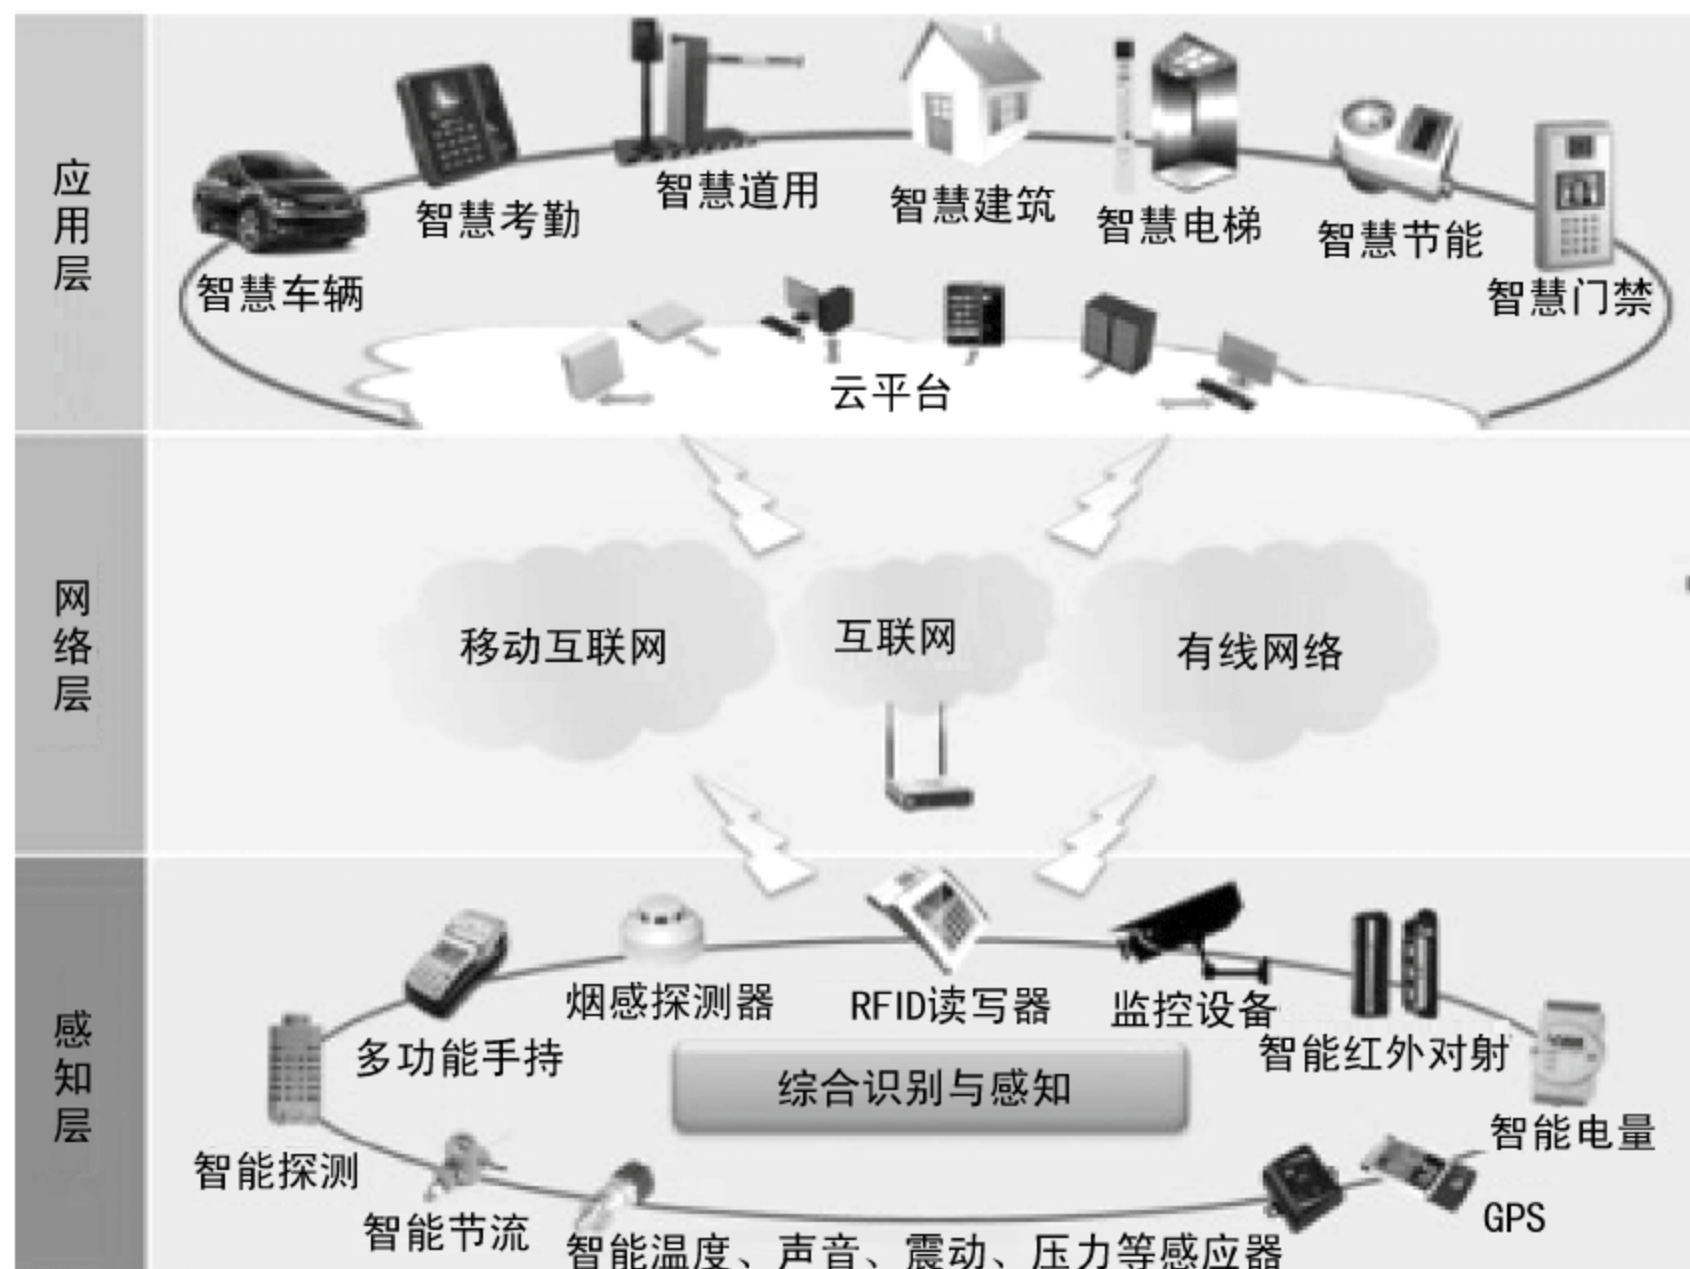 应用层
智慧车辆
智慧考勤
智慧道用
智慧建筑
智慧电梯
智慧节能
智慧门禁
云平台
网络层
移动互联网
互联网
有线网络
感知层
智能探测
多功能手持
烟感探测器
RFID读写器
监控设备
智能红外对射
智能电量
综合识别与感知
智能节流
智能温度、声音、震动、压力等感应器
GPS